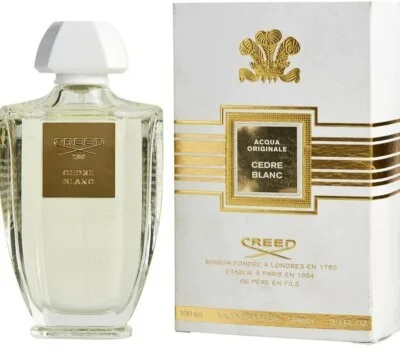 CREED
CEDRE
BLANC
ACQUA
ORIGINALE
CEDRE
BLANC
CREED
MAISON FONDÉE A LONDRES EN 1760
ETABLIE A PARIS EN 1854
DE PÈRE EN FILS
100 ml